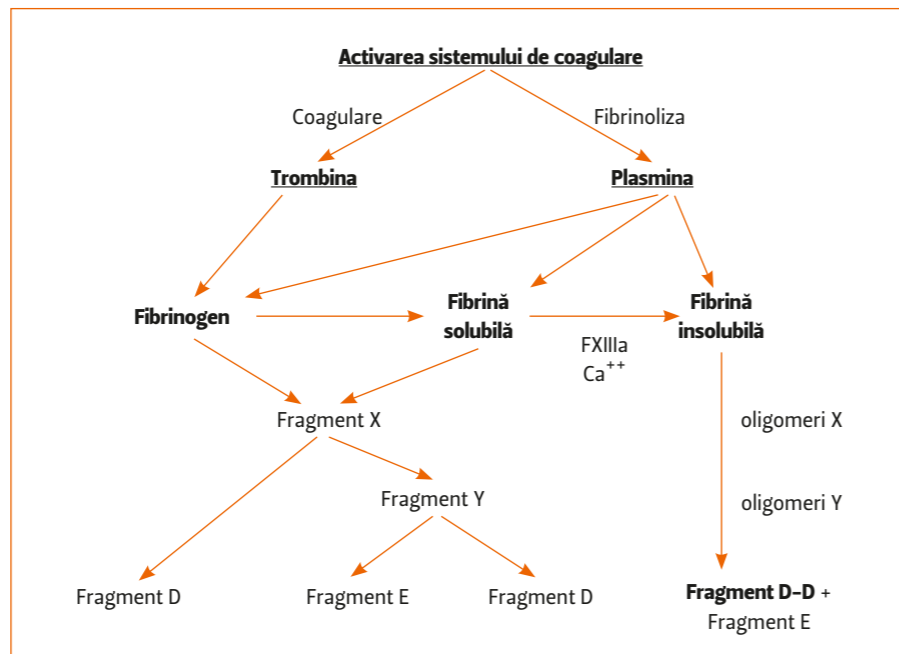 Activarea sistemului de coagulare
Coagulare
Fibrinoliza
Trombina
Plasmina
Fibrinogen
Fibrină
solubilă
FXIIIa
Ca++
Fibrină
insolubilă
Fragment X
oligomeri X
Fragment Y
oligomeri Y
Fragment D
Fragment E
Fragment D
Fragment D–D +
Fragment E